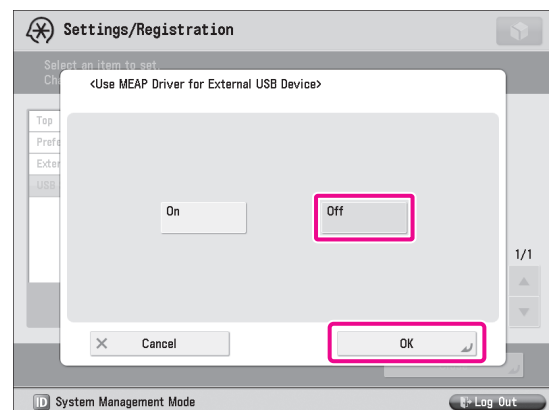 Settings/Registration
Select an item to set.
Ch
<Use MEAP Driver for External USB Device>
Top
Prefe
Exter
USB
On
Off
1/1
Cancel
OK
ID System Management Mode
Log Out